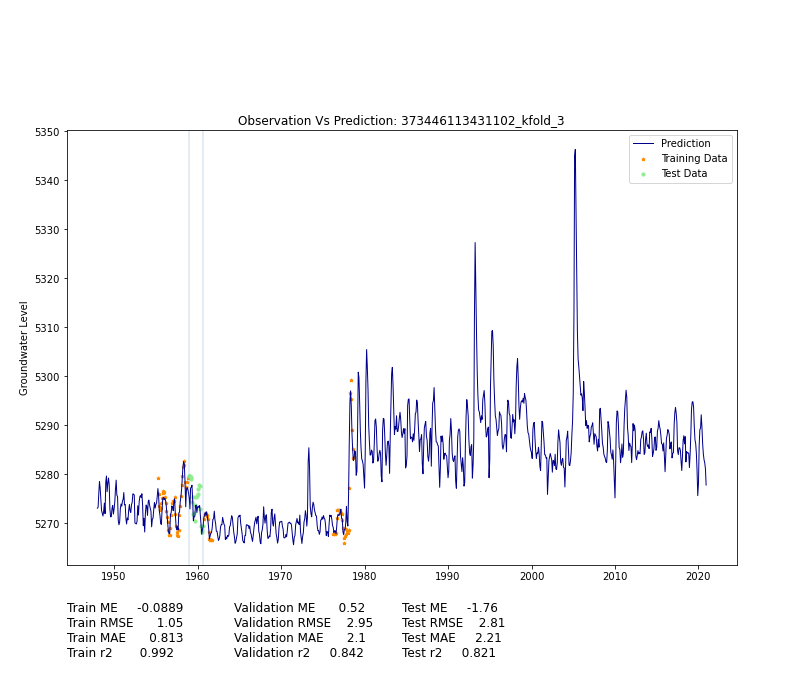 Observation Vs Prediction: 373446113431102_kfold_3
5350
5340
5330
5320
5310
5300
5290
5280
5270
Groundwater Level
Prediction
Training Data
Test Data
1950 1960 1970 1980 1990 2000 2010 2020
Train ME -0.0889 Validation ME 0.52 Test ME -1.76
Train RMSE 1.05 Validation RMSE 2.95 Test RMSE 2.81
Train MAE 0.813 Validation MAE 2.1 Test MAE 2.21
Train r2 0.992 Validation r2 0.842 Test r2 0.821